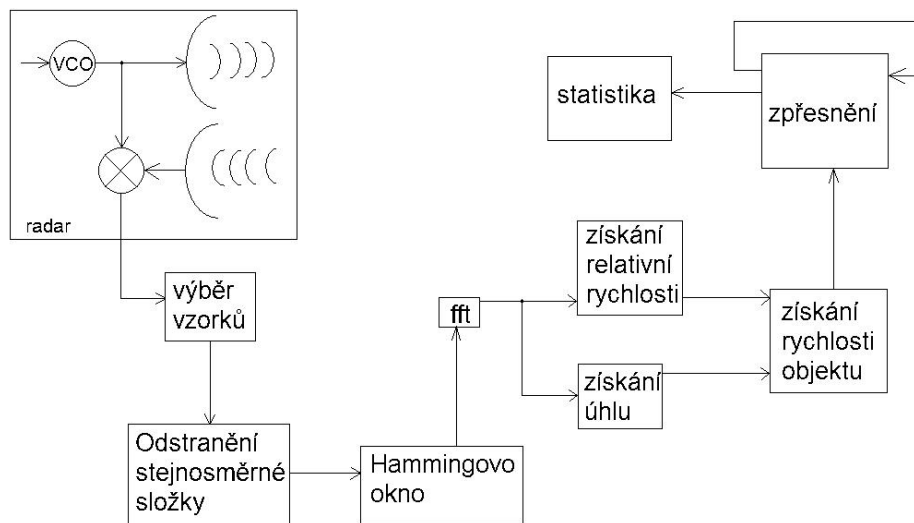 VCO
radar
výběr
vzorků
Odstranění
stejnosměrné
složky
Hammingovo
okno
fft
získání
relativní
rychlosti
získání
úhlu
získání
rychlosti
objektu
zpřesnění
statistika